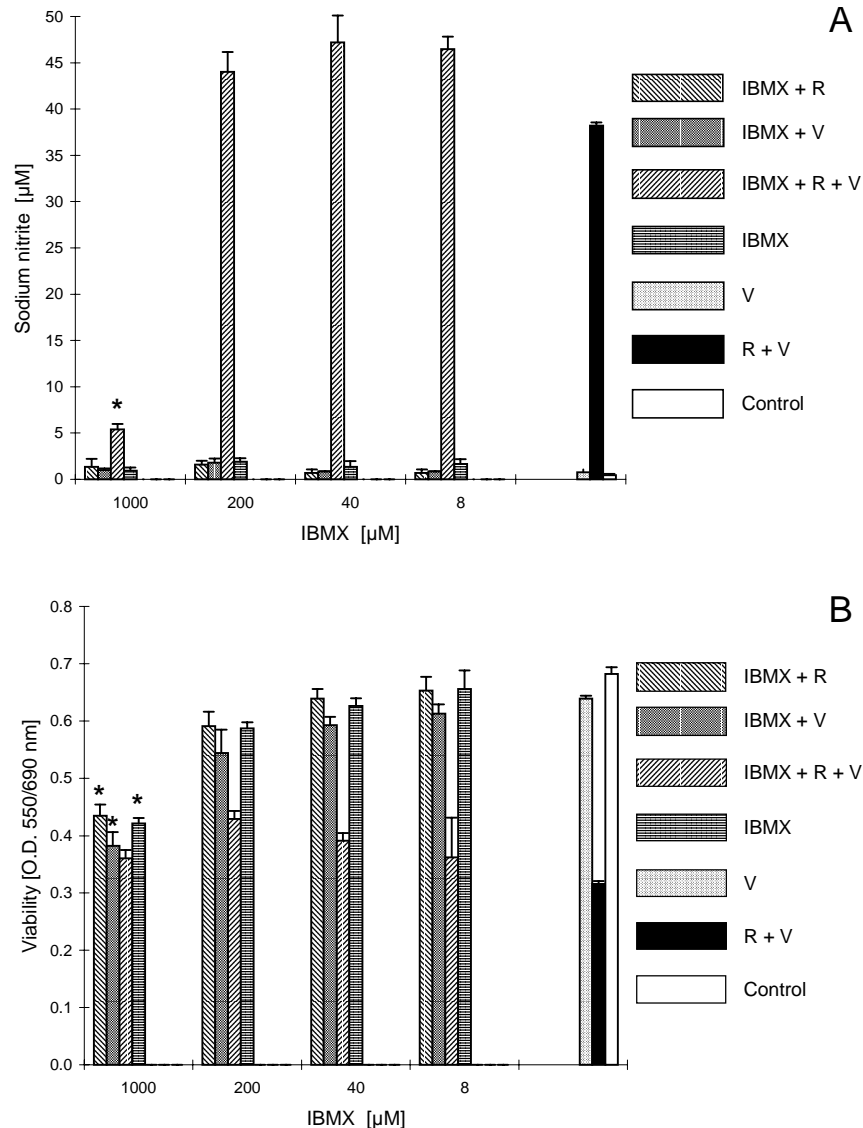 A
50
45
40
35
30
25
20
15
10
5
0
Sodium nitrite [µM]
*
1000 200 40 8
IBMX [µM]
IBMX + R
IBMX + V
IBMX + R + V
IBMX
V
R + V
Control
B
0.8
0.7
0.6
0.5
0.4
0.3
0.2
0.1
0.0
Viability [O.D. 550/690 nm]
* * *
1000 200 40 8
IBMX [µM]
IBMX + R
IBMX + V
IBMX + R + V
IBMX
V
R + V
Control